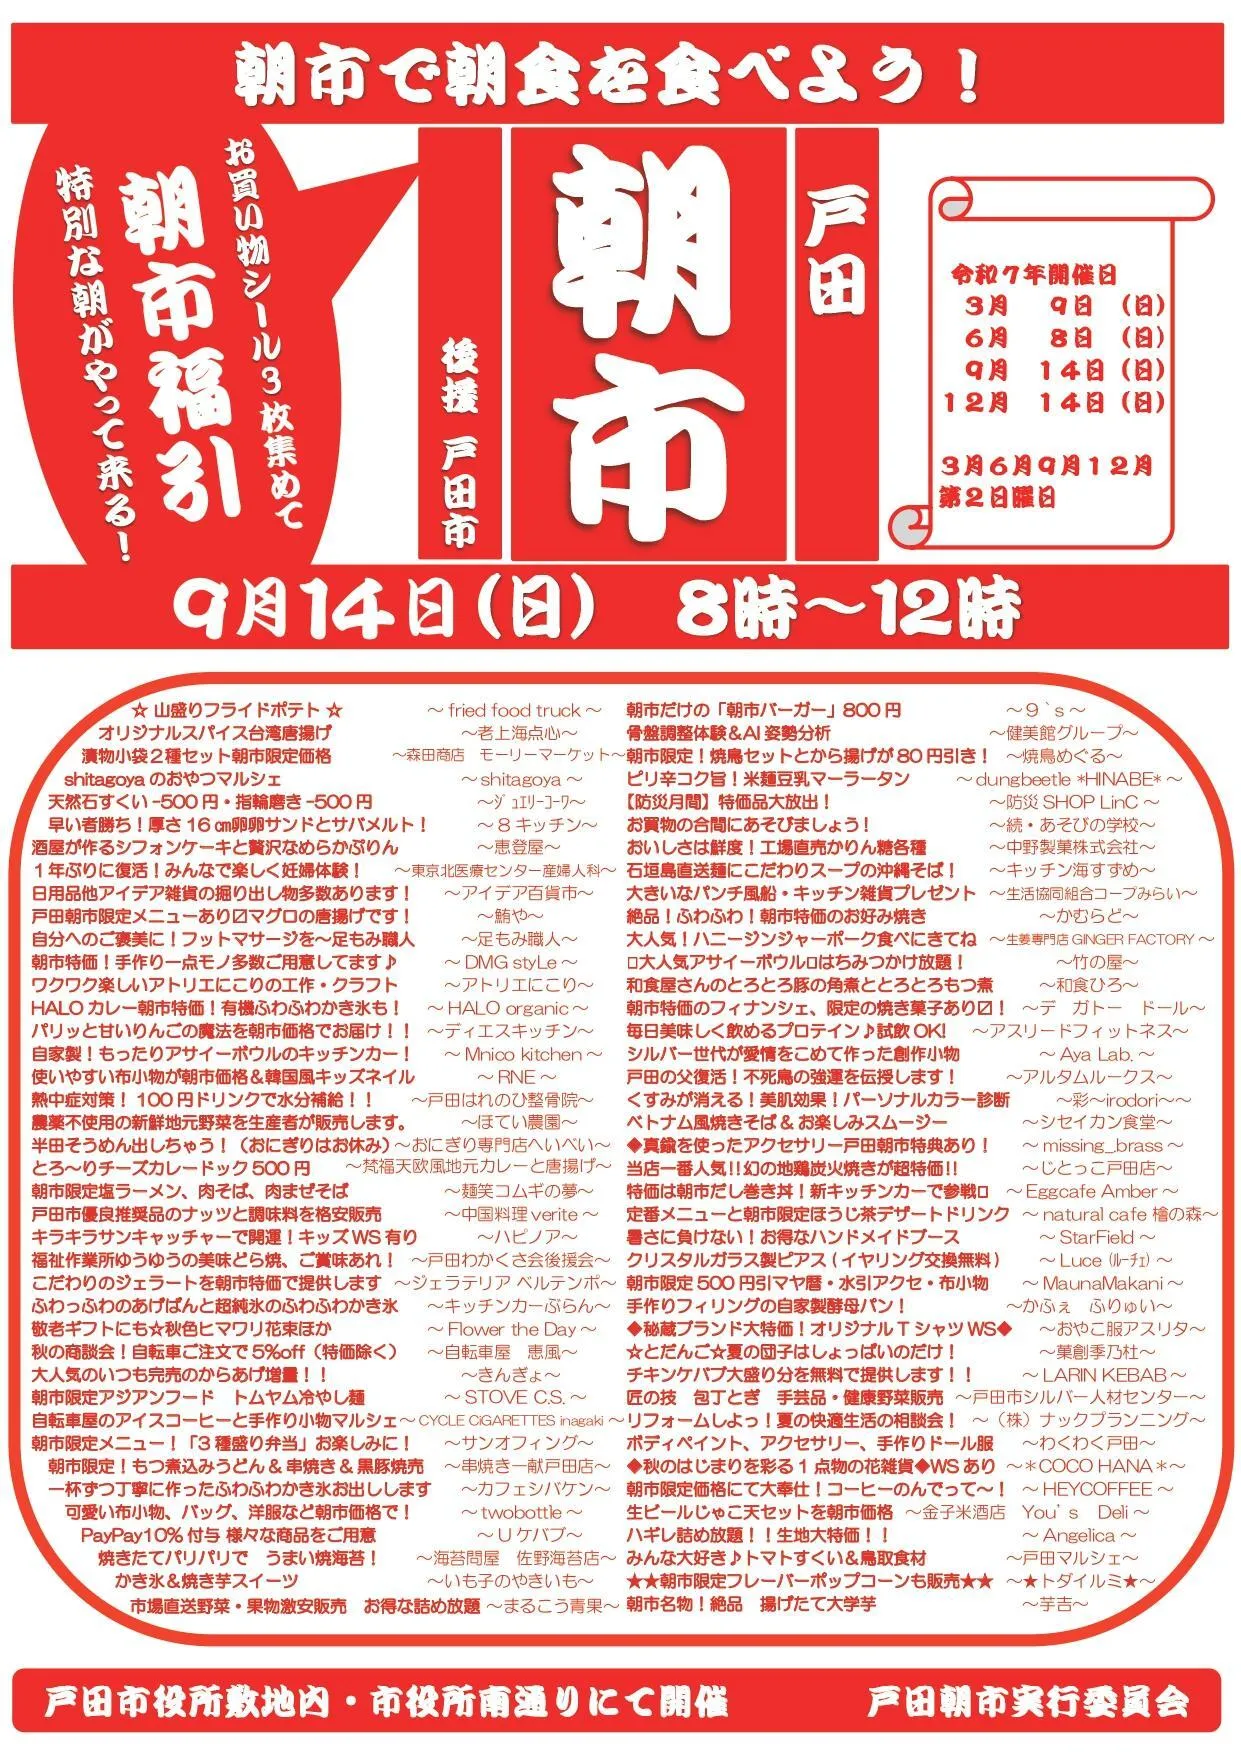 朝市で朝食を食べよう！
戸田
朝市
後援 戸田市
お買い物シール３枚集めて
朝市福引
特別な朝がやって来る！
令和７年開催日
３月　９日（日）
６月　８日（日）
９月　１４日（日）
１２月　１４日（日）
３月６月９月１２月
第２日曜日
９月14日（日）　８時～12時
☆ 山盛りフライドポテト ☆　～ fried food truck ～
オリジナルスパイス台湾唐揚げ　～老上海点心～
漬物小袋２種セット朝市限定価格　～森田商店　モーリーマーケット～
shitagoya のおやつマルシェ　～ shitagoya ～
天然石すくい -500 円・指輪磨き -500 円　～ｼﾞｭｴﾘｰｺｰﾜ～
早い者勝ち！厚さ 16 ㎝卵卵サンドとサバメルト！　～ 8 キッチン～
酒屋が作るシフォンケーキと贅沢なめらかぷりん　～恵登屋～
１年ぶりに復活！みんなで楽しく妊婦体験！　～東京北医療センター産婦人科～
日用品他アイデア雑貨の掘り出し物多数あります！　～アイデア百貨市～
戸田朝市限定メニューあり〼マグロの唐揚げです！　～鮪や～
自分へのご褒美に！フットマサージを～足もみ職人　～足もみ職人～
朝市特価！手作り一点モノ多数ご用意してます♪　～ DMG styLe ～
ワクワク楽しいアトリエにこりの工作・クラフト　～アトリエにこり～
HALO カレー朝市特価！有機ふわふわかき氷も！　～ HALO organic ～
パリッと甘いりんごの魔法を朝市価格でお届け！！　～ディエスキッチン～
自家製！もったりアサイーボウルのキッチンカー！　～ Mnico kitchen ～
使いやすい布小物が朝市価格＆韓国風キッズネイル　～ RNE ～
熱中症対策！ 100 円ドリンクで水分補給！！　～戸田はれのひ整骨院～
農薬不使用の新鮮地元野菜を生産者が販売します。　～ほてい農園～
半田そうめん出しちゃう！（おにぎりはお休み）～おにぎり専門店へいべい～
とろ～りチーズカレードック 500 円　～梵福天欧風地元カレーと唐揚げ～
朝市限定塩ラーメン、肉そば、肉まぜそば　～麺笑コムギの夢～
戸田市優良推奨品のナッツと調味料を格安販売　～中国料理 verite ～
キラキラサンキャッチャーで開運！キッズ WS 有り　～ハピノア～
福祉作業所ゆうゆうの美味どら焼、ご賞味あれ！　～戸田わかくさ会後援会～
こだわりのジェラートを朝市特価で提供します　～ジェラテリア ベルテンポ～
ふわっふわのあげぱんと超純氷のふわふわかき氷　～キッチンカーぶらん～
敬老ギフトにも☆秋色ヒマワリ花束ほか　～ Flower the Day ～
秋の商談会！自転車ご注文で 5%off（特価除く）　～自転車屋　恵風～
大人気のいつも完売のからあげ増量！！　～きんぎょ～
朝市限定アジアンフード　トムヤム冷やし麺　～ STOVE C.S. ～
自転車屋のアイスコーヒーと手作り小物マルシェ～ CYCLE CiGARETTES inagaki ～
朝市限定メニュー！「３種盛り弁当」お楽しみに！　～サンオフィング～
朝市限定！もつ煮込みうどん＆串焼き＆黒豚焼売　～串焼き一献戸田店～
一杯ずつ丁寧に作ったふわふわかき氷お出しします　～カフェシバケン～
可愛い布小物、バッグ、洋服など朝市価格で！　～ twobottle ～
PayPay10% 付与 様々な商品をご用意　～ U ケバブ～
焼きたてパリパリで　うまい焼海苔！　～海苔問屋　佐野海苔店～
かき氷＆焼き芋スイーツ　～いも子のやきいも～
市場直送野菜・果物激安販売　お得な詰め放題　～まるこう青果～
朝市だけの「朝市バーガー」800 円　～ 9｀s ～
骨盤調整体験＆AI 姿勢分析　～健美館グループ～
朝市限定！焼鳥セットとから揚げが 80 円引き！　～焼鳥めぐる～
ピリ辛コク旨！米麺豆乳マーラータン　～ dungbeetle *HINABE* ～
【防災月間】特価品大放出！　～防災 SHOP LinC ～
お買物の合間にあそびましょう！　～続・あそびの学校～
おいしさは鮮度！工場直売かりん糖各種　～中野製菓株式会社～
石垣島直送麺にこだわりスープの沖縄そば！　～キッチン海すずめ～
大きいなパンチ風船・キッチン雑貨プレゼント　～生活協同組合コープみらい～
絶品！ふわふわ！朝市特価のお好み焼き　～かむらど～
大人気！ハニージンジャーポーク食べにきてね　～生姜専門店 GINGER FACTORY ～
□大人気アサイーボウル□はちみつかけ放題！　～竹の屋～
和食屋さんのとろとろ豚の角煮ととろとろもつ煮　～和食ひろ～
朝市特価のフィナンシェ、限定の焼き菓子あり〼！　～デ　ガトー　ドール～
毎日美味しく飲めるプロテイン♪試飲 OK!　～アスリードフィットネス～
シルバー世代が愛情をこめて作った創作小物　～ Aya Lab. ～
戸田の父復活！不死鳥の強運を伝授します！　～アルタムルークス～
くすみが消える！美肌効果！パーソナルカラー診断　～彩～irodori～～
ベトナム風焼きそば & お楽しみスムージー　～シセイカン食堂～
◆真鍮を使ったアクセサリー戸田朝市特典あり！　～ missing_brass ～
当店一番人気!!幻の地鶏炭火焼きが超特価!!　～じとっこ戸田店～
特価は朝市だし巻き丼！新キッチンカーで参戦□　～ Eggcafe Amber ～
定番メニューと朝市限定ほうじ茶デザートドリンク　～ natural cafe 檜の森～
暑さに負けない！お得なハンドメイドブース　～ StarField ～
クリスタルガラス製ピアス ( イヤリング交換無料 )　～ Luce (ﾙｰﾁｪ) ～
朝市限定 500 円引マヤ暦・水引アクセ・布小物　～ MaunaMakani ～
手作りフィリングの自家製酵母パン！　～かふぇ　ふりゅい～
◆秘蔵ブランド大特価！オリジナル T シャツ WS◆　～おやこ服アスリタ～
☆とだんご☆夏の団子はしょっぱいのだけ！　～菓創季乃杜～
チキンケバブ大盛り分を無料で提供します！！　～ LARIN KEBAB ～
匠の技　包丁とぎ　手芸品・健康野菜販売　～戸田市シルバー人材センター～
リフォームしよっ！夏の快適生活の相談会！　～（株）ナックプランニング～
ボディペイント、アクセサリー、手作りドール服　～わくわく戸田～
◆秋のはじまりを彩る１点物の花雑貨◆WS あり　～＊COCO HANA＊～
朝市限定価格にて大奉仕！コーヒーのんでって～！　～ HEYCOFFEE ～
生ビールじゃこ天セットを朝市価格　～金子米酒店　You’s　Deli ～
ハギレ詰め放題！！生地大特価！！　～ Angelica ～
みんな大好き♪トマトすくい＆鳥取食材　～戸田マルシェ～
★★朝市限定フレーバーポップコーンも販売★★　～★トダイルミ★～
朝市名物！絶品　揚げたて大学芋　～芋吉～
戸田市役所敷地内・市役所南通りにて開催　戸田朝市実行委員会